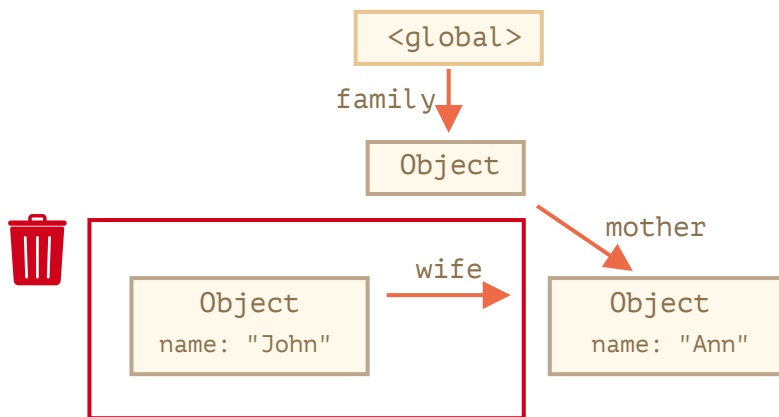 <global>
family
Object
mother
wife
Object
name: "John"
Object
name: "Ann"